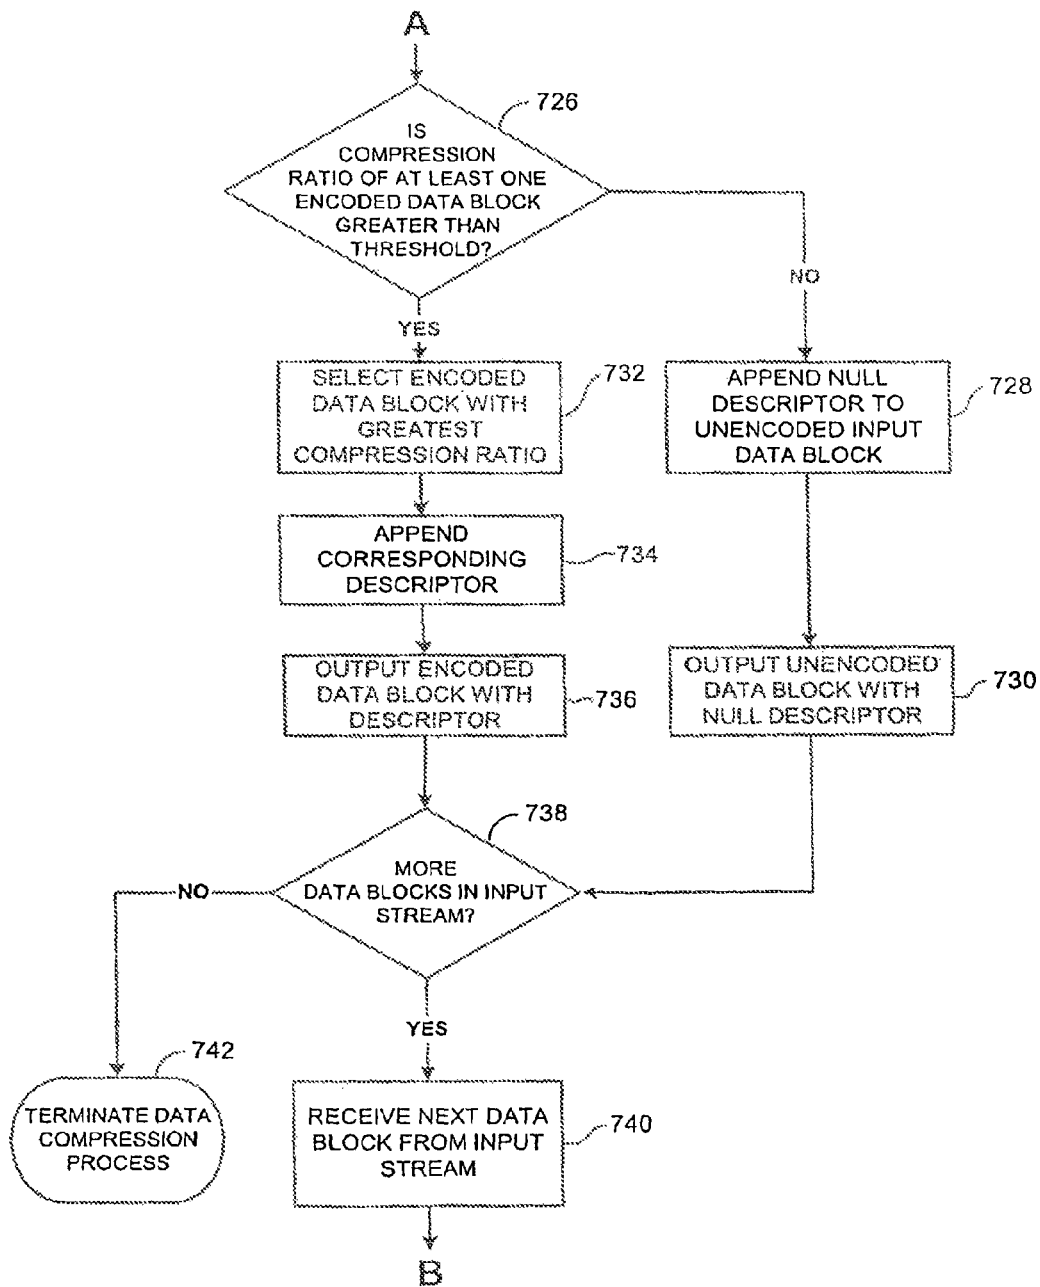 A
726
IS
COMPRESSION
RATIO OF AT LEAST ONE
ENCODED DATA BLOCK
GREATER THAN
THRESHOLD?
NO
YES
SELECT ENCODED
DATA BLOCK WITH
GREATEST
COMPRESSION RATIO
732
APPEND NULL
DESCRIPTOR TO
UNENCODED INPUT
DATA BLOCK
728
APPEND
CORRESPONDING
DESCRIPTOR
734
OUTPUT ENCODED
DATA BLOCK WITH
DESCRIPTOR
736
OUTPUT UNENCODED
DATA BLOCK WITH
NULL DESCRIPTOR
730
738
MORE
DATA BLOCKS IN INPUT
STREAM?
NO
YES
742
TERMINATE DATA
COMPRESSION
PROCESS
RECEIVE NEXT DATA
BLOCK FROM INPUT
STREAM
740
B